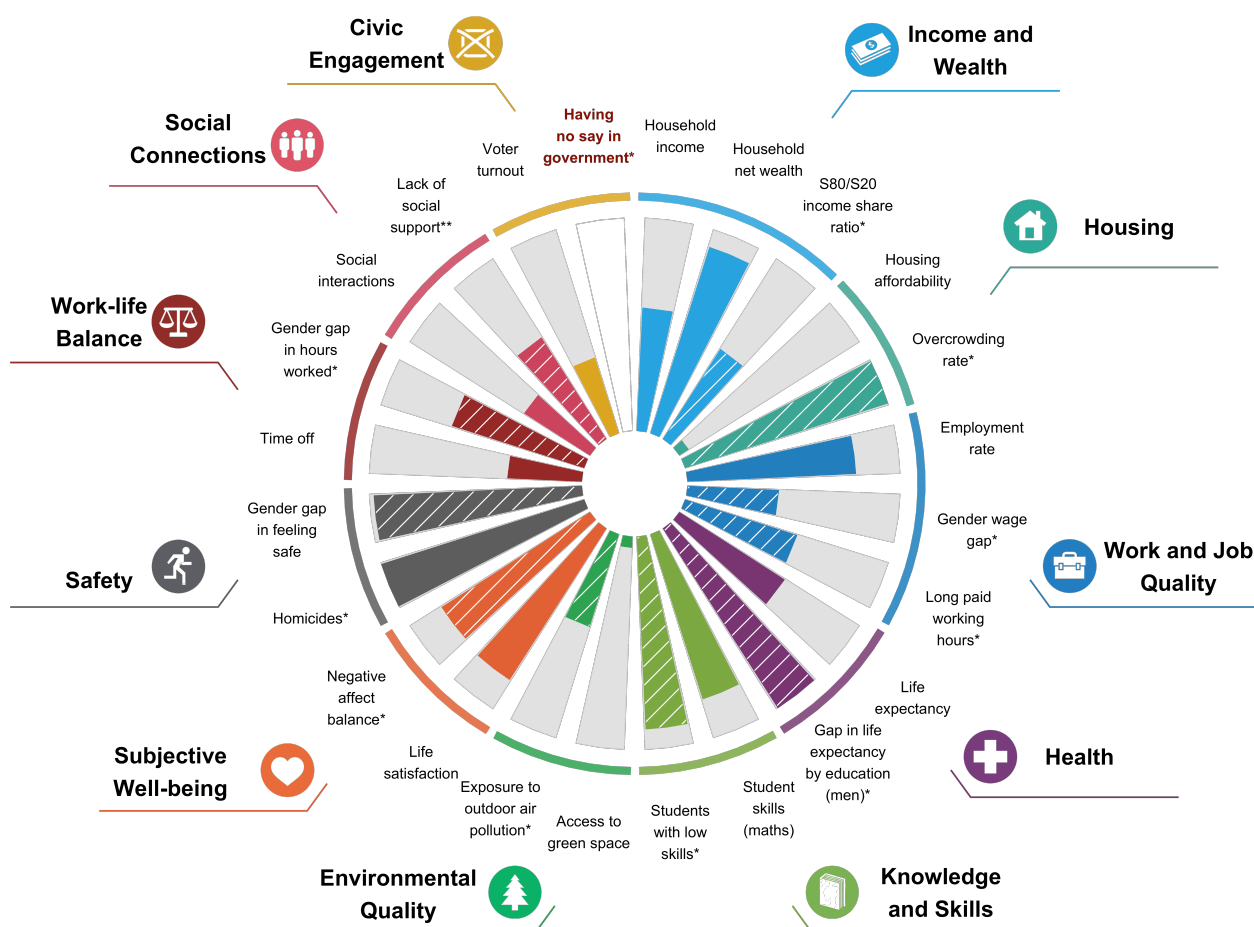 Civic
Engagement
Income and
Wealth
Social
Connections
Having
no say in
government*
Household
income
Voter
turnout
Household
net wealth
Lack of
social
support**
S80/S20
income share
ratio*
Housing
Social
interactions
Housing
affordability
Work-life
Balance
Gender gap
in hours
worked*
Overcrowding
rate*
Time off
Employment
rate
Gender gap
in feeling
safe
Gender wage
gap*
Safety
Work and Job
Quality
Homicides*
Long paid
working
hours*
Negative
affect
balance*
Life
expectancy
Subjective
Well-being
Life
satisfaction
Gap in life
expectancy
by education
(men)*
Health
Exposure to
outdoor air
pollution*
Access to
green space
Students
with low
skills*
Student
skills
(maths)
Environmental
Quality
Knowledge
and Skills